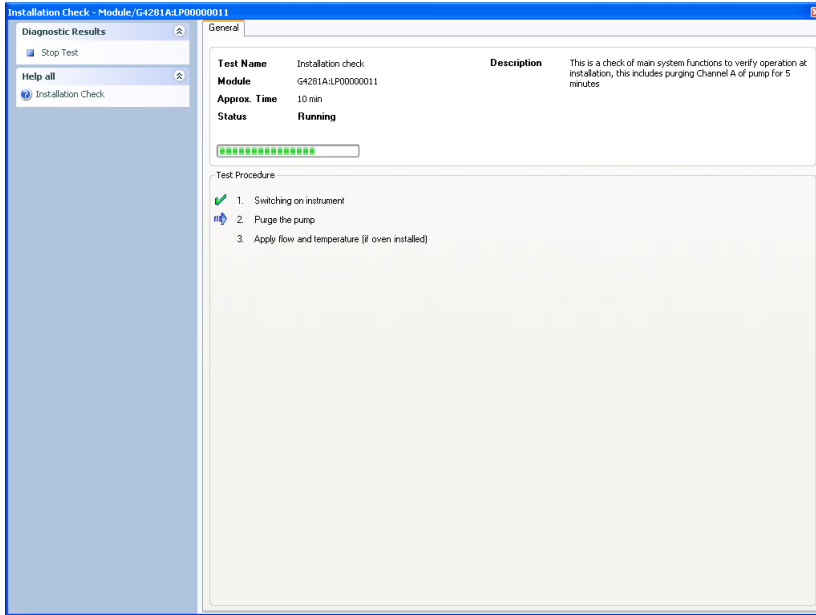 Installation Check - Module/G4281A:LP00000011
Diagnostic Results
Stop Test
Help all
Installation Check
General
Test Name Installation check
Module G4281A:LP00000011
Approx. Time 10 min
Status Running
Description This is a check of main system functions to verify operation at
installation, this includes purging Channel A of pump for 5
minutes
Test Procedure
1. Switching on instrument
2. Purge the pump
3. Apply flow and temperature (if oven installed)